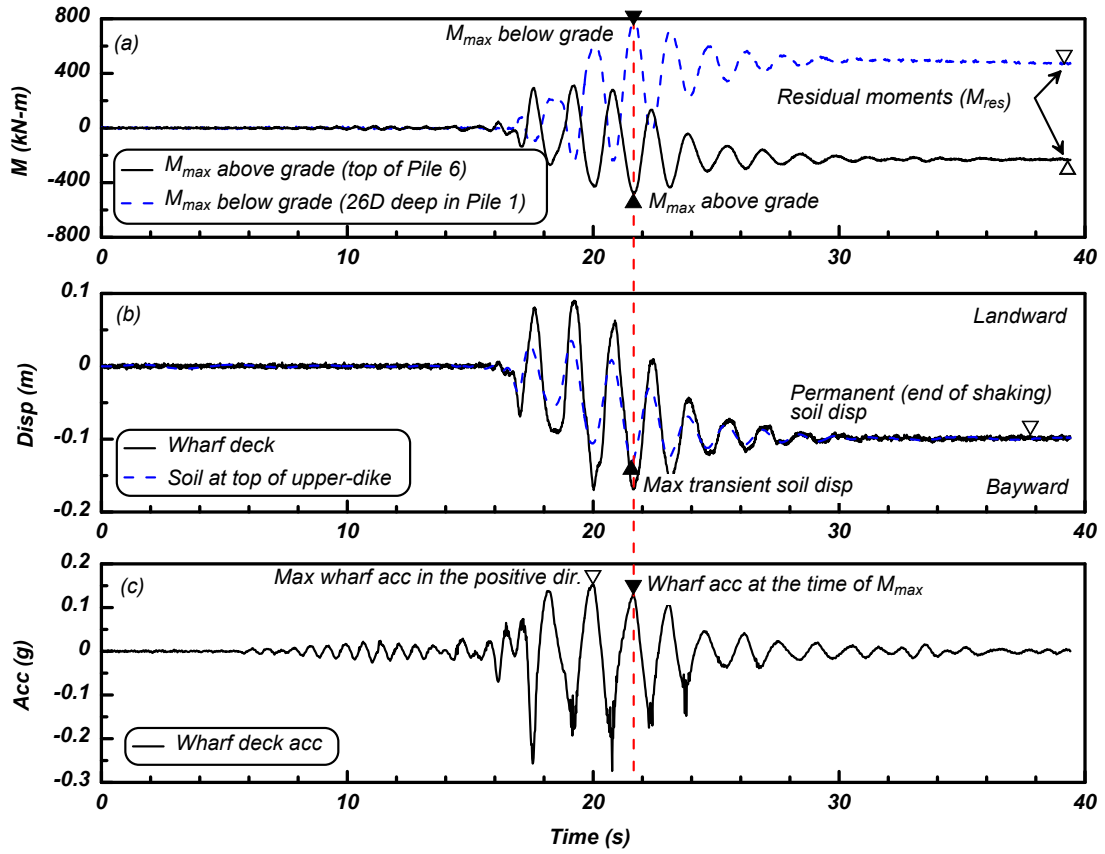 800
400
0
-400
-800
M (kN-m)
(a)
M_max below grade
Residual moments (M_res)
M_max above grade (top of Pile 6)
M_max below grade (26D deep in Pile 1)
M_max above grade
0 10 20 30 40
0.1
0
-0.1
-0.2
Disp (m)
(b)
Landward
Permanent (end of shaking)
soil disp
Wharf deck
Soil at top of upper-dike
Max transient soil disp
Bayward
0 10 20 30 40
0.2
0.1
0
-0.1
-0.2
-0.3
Acc (g)
(c)
Max wharf acc in the positive dir.
Wharf acc at the time of M_max
Wharf deck acc
0 10 20 30 40
Time (s)